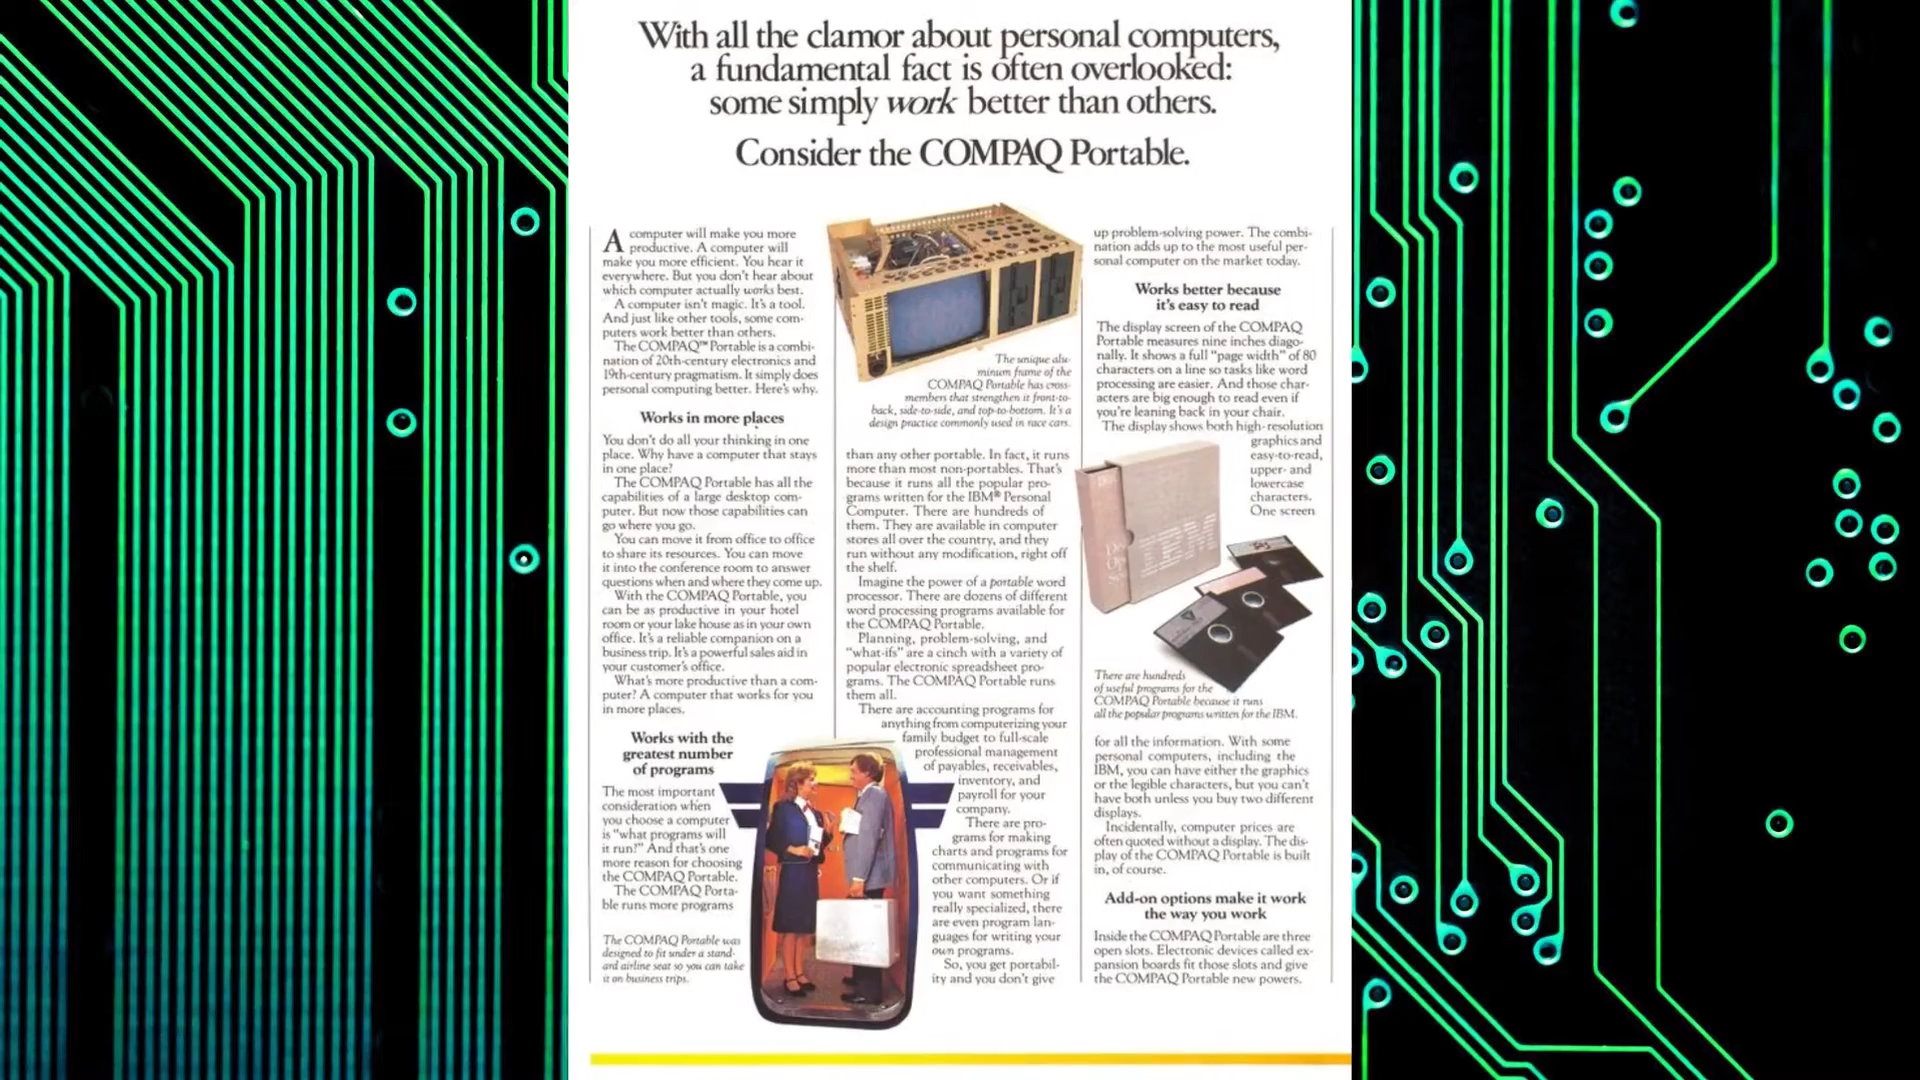 With all the clamor about personal computers,
a fundamental fact is often overlooked:
some simply work better than others.
Consider the COMPAQ Portable.
A computer will make you more
productive. A computer will
make you more efficient. You hear it
everywhere. But you don't hear about
which computer actually works best.
A computer isn't magic. It's a tool.
And just like other tools, some com-
puters work better than others.
The COMPAQ™ Portable is a combi-
nation of 20th-century electronics and
19th-century pragmatism. It simply does
personal computing better. Here's why.
Works in more places
You don't do all your thinking in one
place. Why have a computer that stays
in one place?
The COMPAQ Portable has all the
capabilities of a large desktop com-
puter. But now those capabilities can
go where you go.
You can move it from office to office
to share its resources. You can move
it into the conference room to answer
questions when and where they come up.
With the COMPAQ Portable, you
can be as productive in your hotel
room or your lake house as in your own
office. It's a reliable companion on a
business trip. It's a powerful sales aid in
your customer's office.
What's more productive than a com-
puter? A computer that works for you
in more places.
Works with the
greatest number
of programs
The most important
consideration when
you choose a computer
is "what programs will
it run?" And that's one
more reason for choosing
the COMPAQ Portable.
The COMPAQ Porta-
ble runs more programs
The COMPAQ Portable was
designed to fit under a stand-
ard airline seat so you can take
it on business trips.
The unique alu-
minum frame of the
COMPAQ Portable has cross-
members that strengthen it front-to-
back, side-to-side, and top-to-bottom. It's a
design practice commonly used in race cars.
than any other portable. In fact, it runs
more than most non-portables. That's
because it runs all the popular pro-
grams written for the IBM® Personal
Computer. There are hundreds of
them. They are available in computer
stores all over the country, and they
run without any modification, right off
the shelf.
Imagine the power of a portable word
processor. There are dozens of different
word processing programs available for
the COMPAQ Portable.
Planning, problem-solving, and
"what-ifs" are a cinch with a variety of
popular electronic spreadsheet pro-
grams. The COMPAQ Portable runs
them all.
There are accounting programs for
anything from computerizing your
family budget to full-scale
professional management
of payables, receivables,
inventory, and
payroll for your
company.
There are pro-
grams for making
charts and programs for
communicating with
other computers. Or if
you want something
really specialized, there
are even program lan-
guages for writing your
own programs.
So, you get portabil-
ity and you don't give
up problem-solving power. The combi-
nation adds up to the most useful per-
sonal computer on the market today.
Works better because
it's easy to read
The display screen of the COMPAQ
Portable measures nine inches diago-
nally. It shows a full "page width" of 80
characters on a line so tasks like word
processing are easier. And those char-
acters are big enough to read even if
you're leaning back in your chair.
The display shows both high-resolution
graphics and
easy-to-read,
upper- and
lowercase
characters.
One screen
There are hundreds
of useful programs for the
COMPAQ Portable because it runs
all the popular programs written for the IBM.
for all the information. With some
personal computers, including the
IBM, you can have either the graphics
or the legible characters, but you can't
have both unless you buy two different
displays.
Incidentally, computer prices are
often quoted without a display. The dis-
play of the COMPAQ Portable is built
in, of course.
Add-on options make it work
the way you work
Inside the COMPAQ Portable are three
open slots. Electronic devices called ex-
pansion boards fit those slots and give
the COMPAQ Portable new powers.